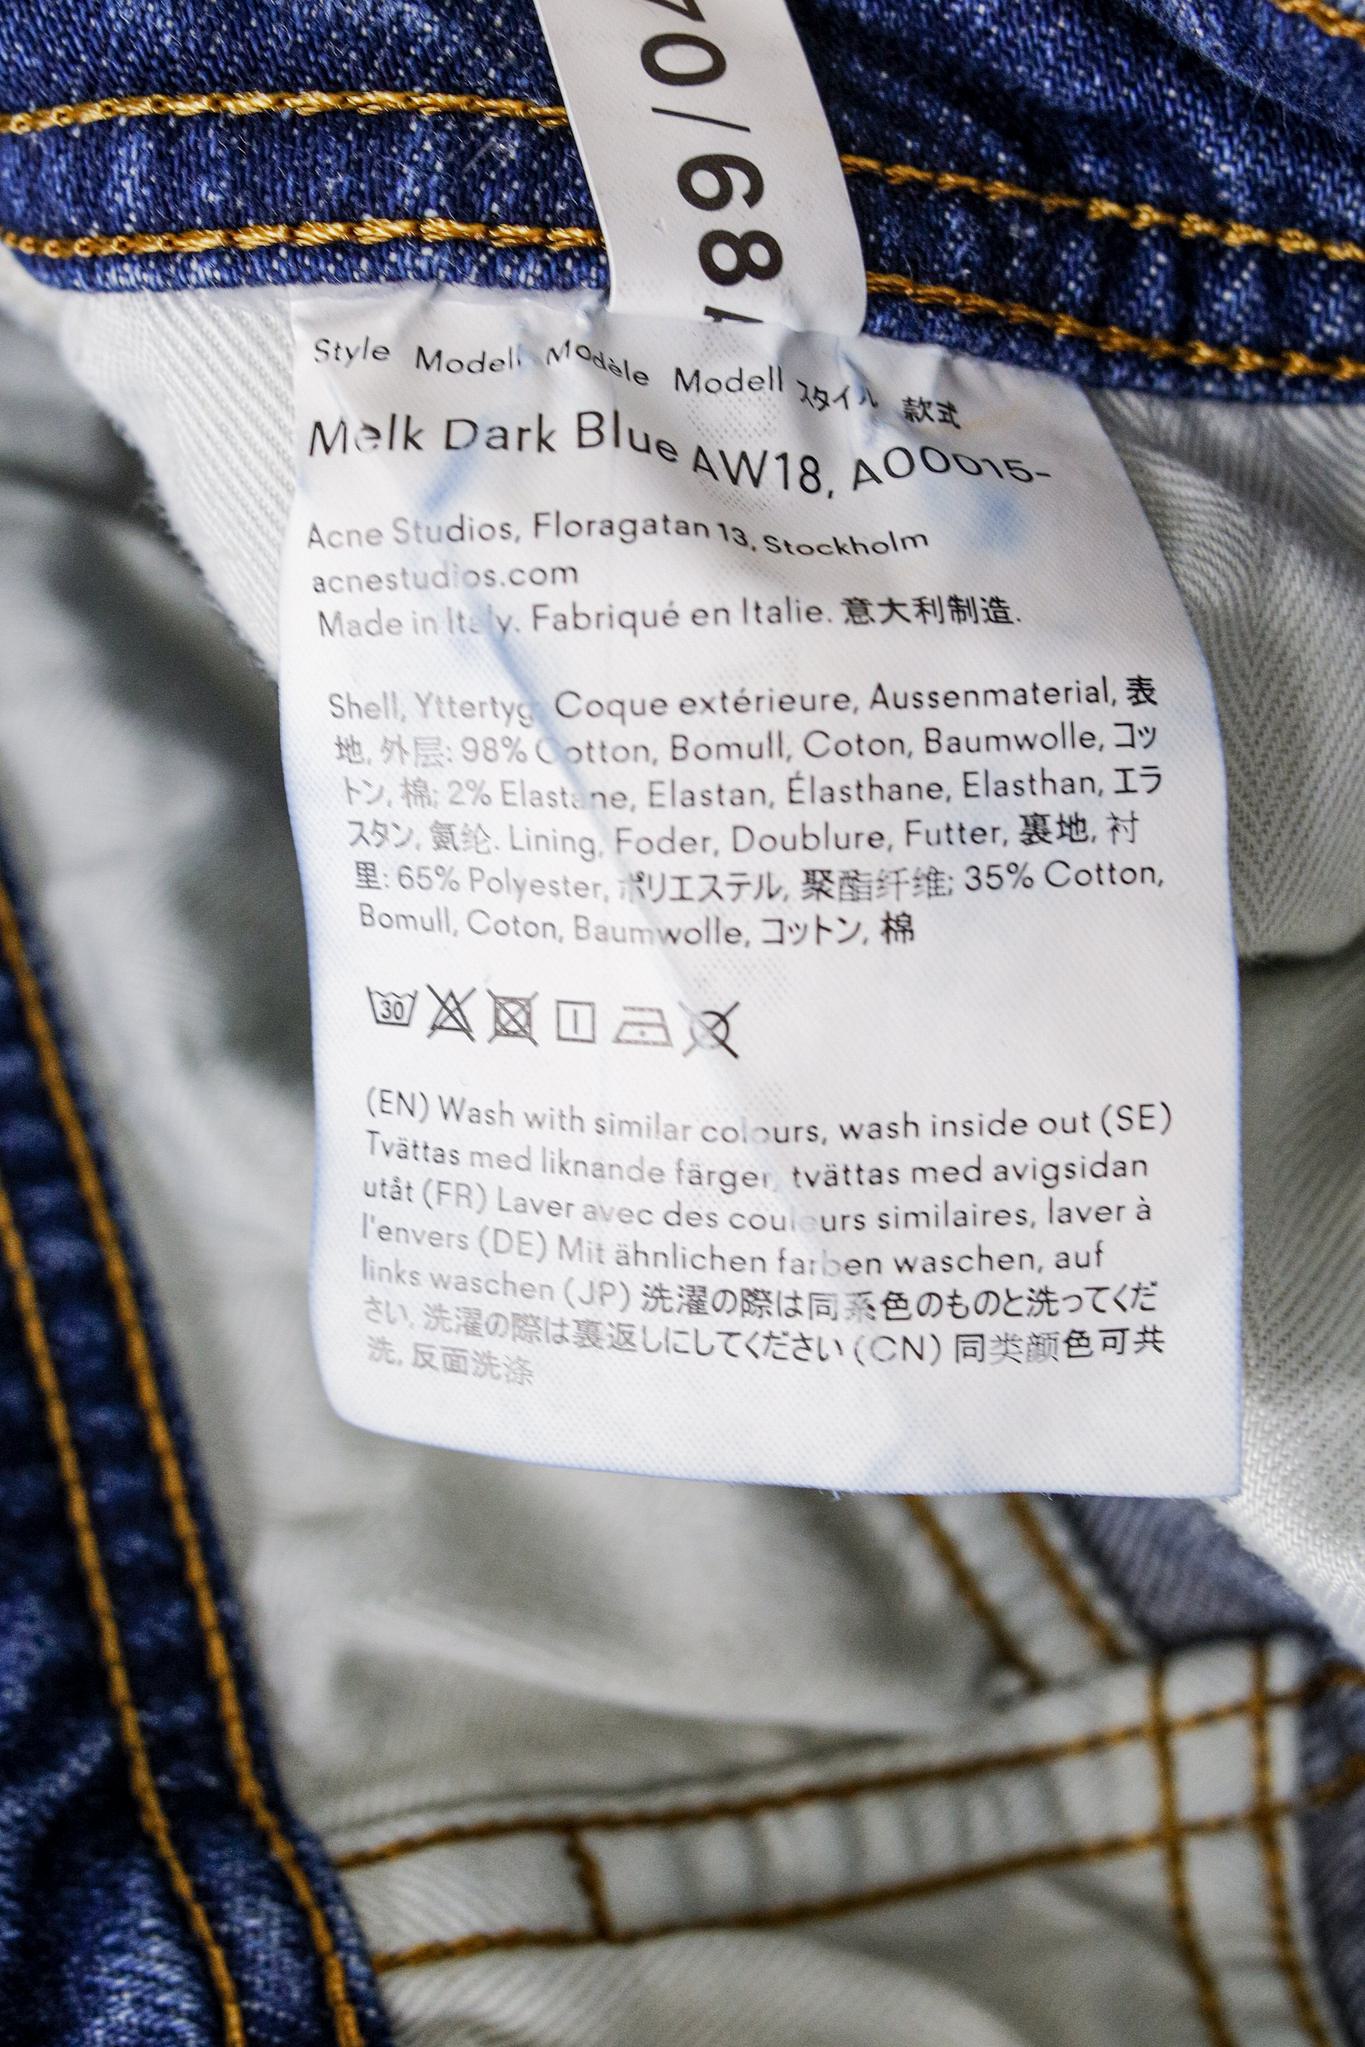 70/68A
Style Modell Modèle Modell スタイル 款式
Melk Dark Blue AW18, A00015-
Acne Studios, Floragatan 13, Stockholm
acnestudios.com
Made in Italy. Fabriqué en Italie. 意大利制造.
Shell, Yttertyg, Coque extérieure, Aussenmaterial, 表
地, 外层: 98% Cotton, Bomull, Coton, Baumwolle, コッ
トン, 棉; 2% Elastane, Elastan, Élasthane, Elasthan, エラ
スタン, 氨纶. Lining, Foder, Doublure, Futter, 裏地, 衬
里: 65% Polyester, ポリエステル, 聚酯纤维; 35% Cotton,
Bomull, Coton, Baumwolle, コットン, 棉
30
(EN) Wash with similar colours, wash inside out (SE)
Tvättas med liknande färger, tvättas med avigsidan
utåt (FR) Laver avec des couleurs similaires, laver à
l'envers (DE) Mit ähnlichen farben waschen, auf
links waschen (JP) 洗濯の際は同系色のものと洗ってくだ
さい, 洗濯の際は裏返しにしてください (CN) 同类颜色可共
洗, 反面洗涤